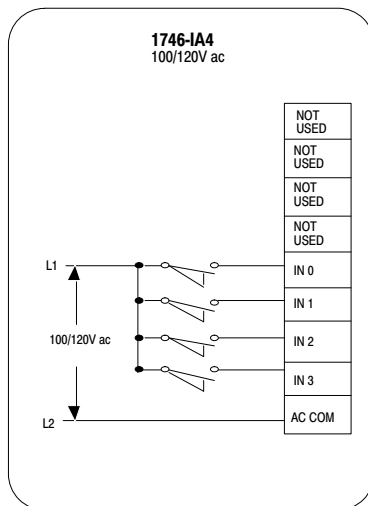 1746-IA4
100/120V ac
NOT
USED
NOT
USED
NOT
USED
NOT
USED
L1
IN 0
IN 1
100/120V ac
IN 2
IN 3
L2
AC COM